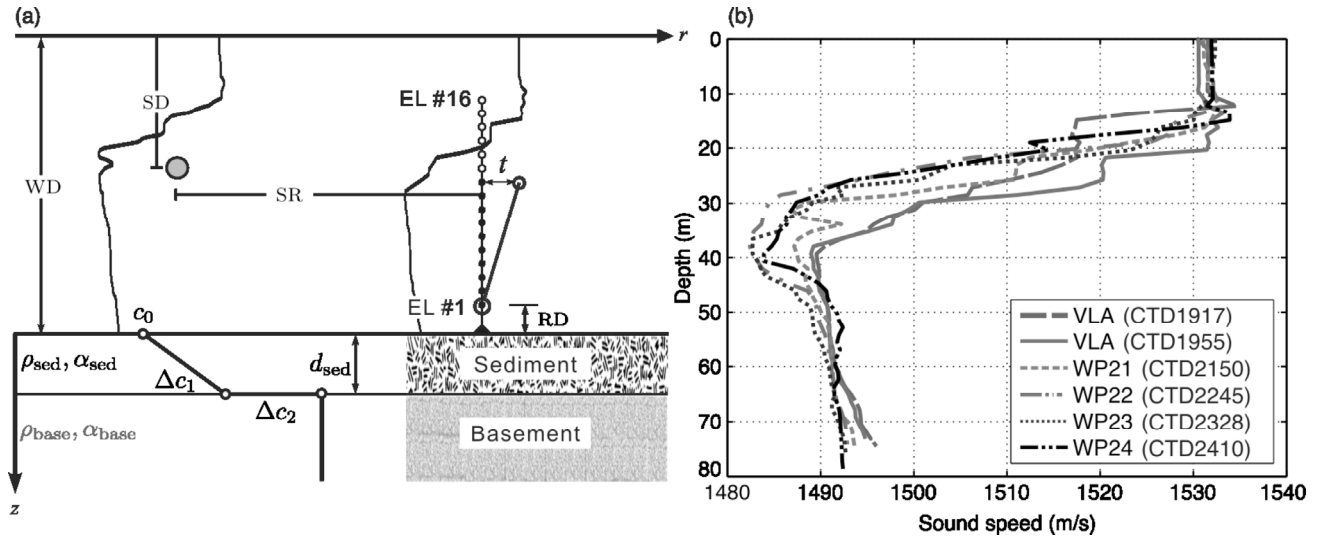 (a)
r
EL #16
SD
t
WD
SR
EL #1
RD
c0
ρsed, αsed
Δc1
dsed
Sediment
Δc2
ρbase, αbase
Basement
z
(b)
0
10
20
30
40
50
60
70
80
Depth (m)
VLA (CTD1917)
VLA (CTD1955)
WP21 (CTD2150)
WP22 (CTD2245)
WP23 (CTD2328)
WP24 (CTD2410)
1480 1490 1500 1510 1520 1530 1540
Sound speed (m/s)